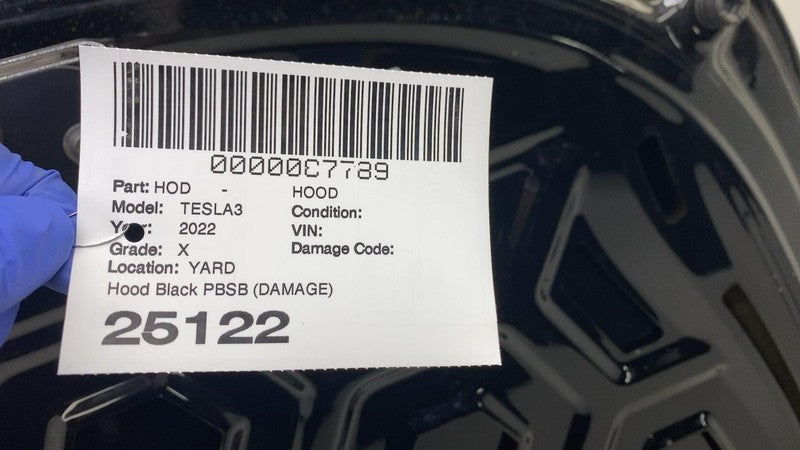 0000037789
Part: HOD - HOOD
Model: TESLA3 Condition:
Year: 2022 VIN:
Grade: X Damage Code:
Location: YARD
Hood Black PBSB (DAMAGE)
25122